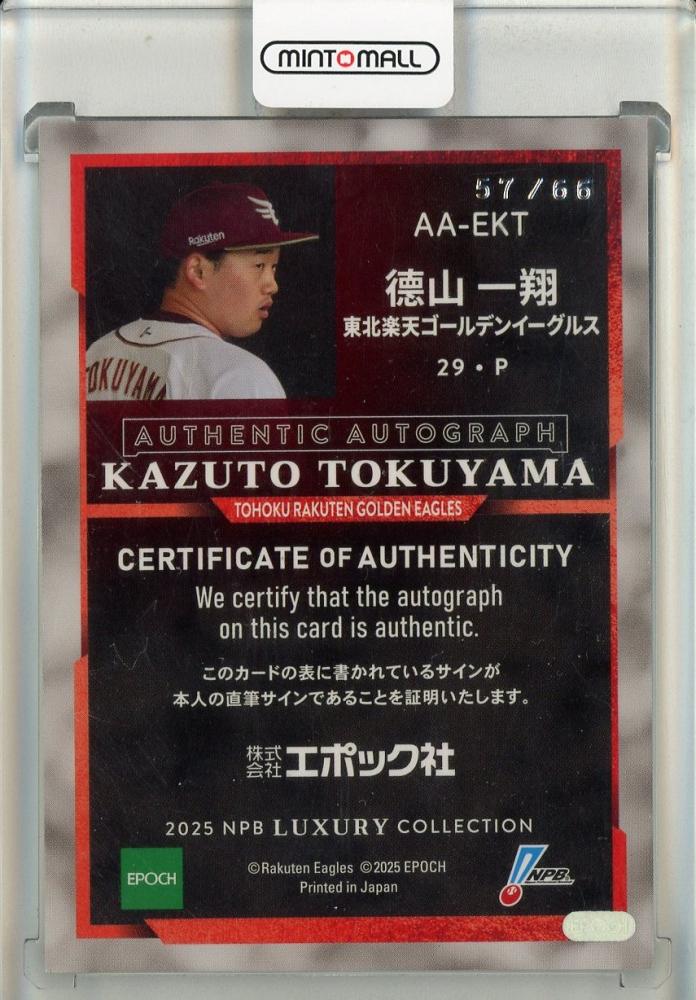 MINTOMALL
57/66
AA-EKT
徳山 一翔
東北楽天ゴールデンイーグルス
29・P
Rakuten
TOKUYAMA
AUTHENTIC AUTOGRAPH
KAZUTO TOKUYAMA
TOHOKU RAKUTEN GOLDEN EAGLES
CERTIFICATE OF AUTHENTICITY
We certify that the autograph
on this card is authentic.
このカードの表に書かれているサインが
本人の直筆サインであることを証明いたします。
株式会社エポック社
2025 NPB LUXURY COLLECTION
EPOCH
©Rakuten Eagles ©2025 EPOCH
Printed in Japan
NPB